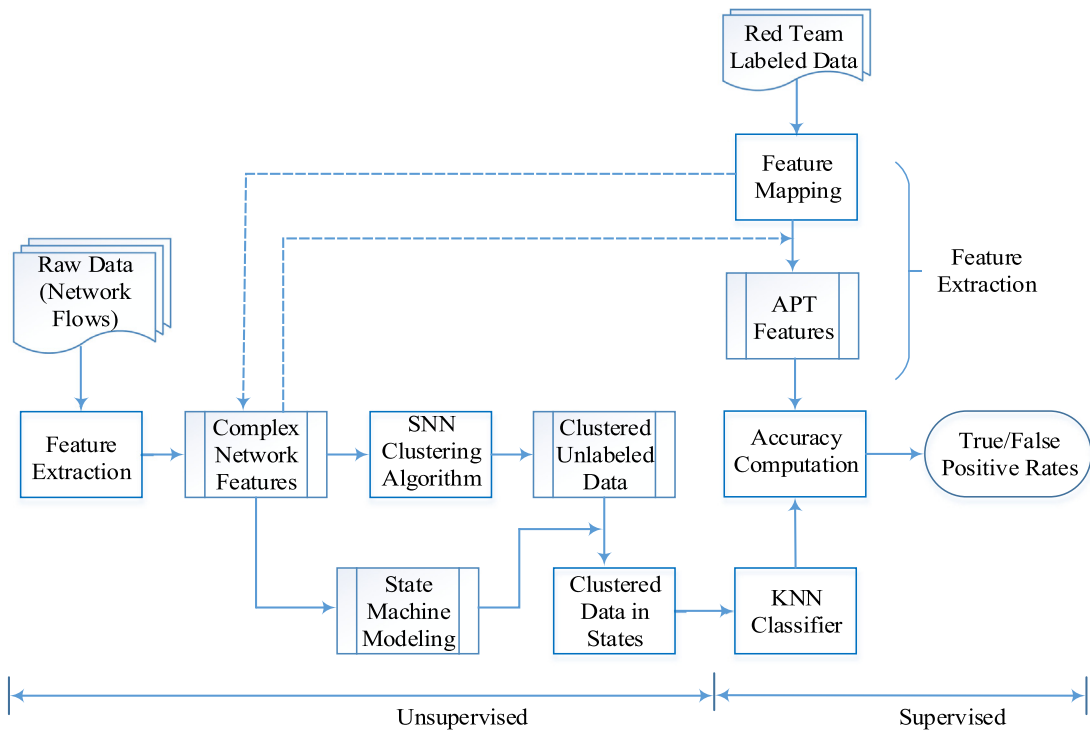 Red Team
Labeled Data
Feature
Mapping
Feature
Extraction
Raw Data
(Network
Flows)
APT
Features
Feature
Extraction
Complex
Network
Features
SNN
Clustering
Algorithm
Clustered
Unlabeled
Data
Accuracy
Computation
True/False
Positive Rates
State
Machine
Modeling
Clustered
Data in
States
KNN
Classifier
Unsupervised
Supervised